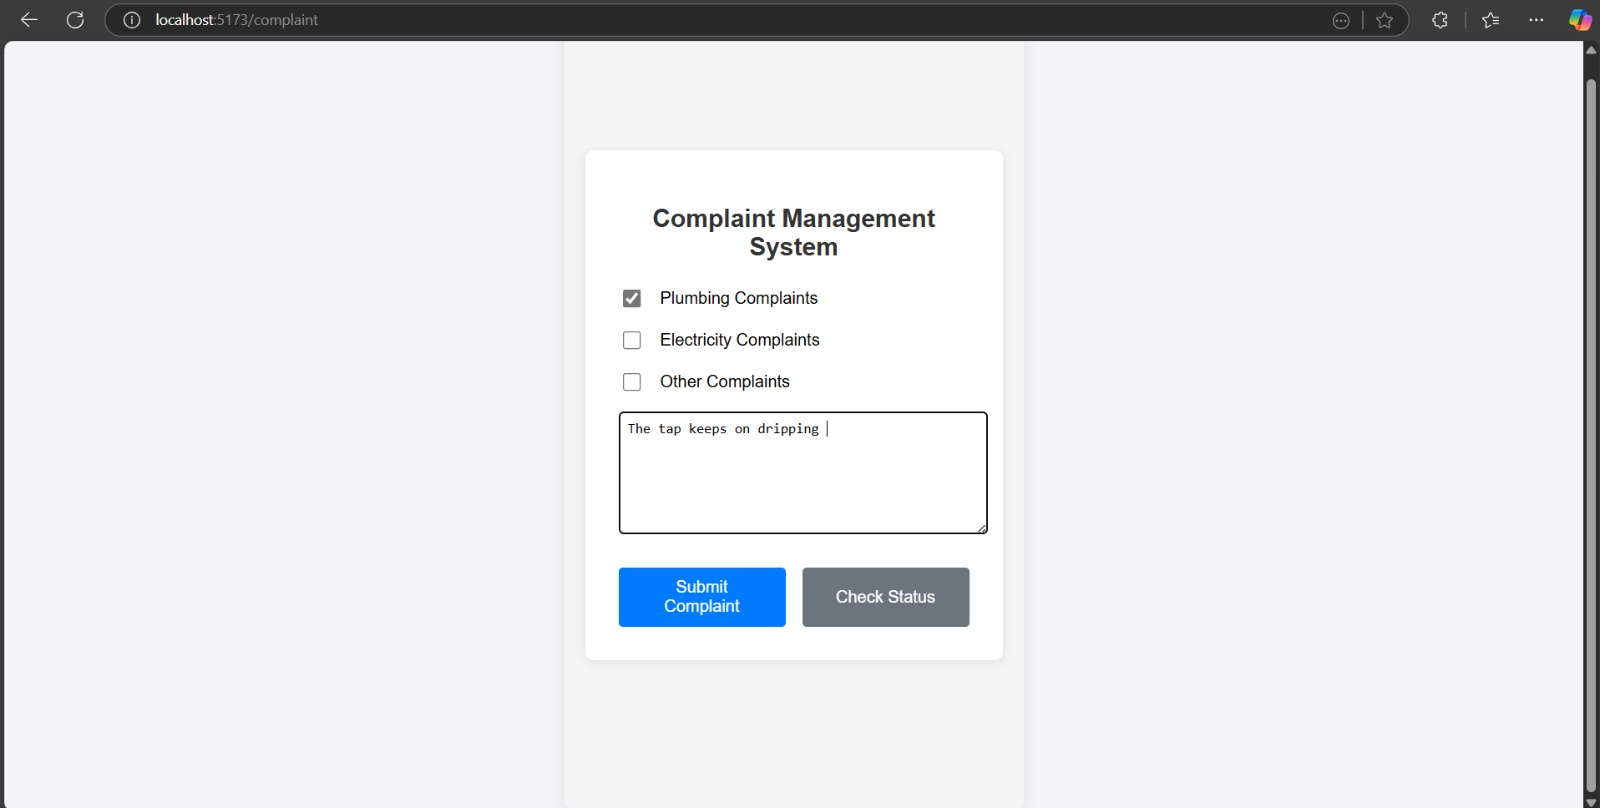 localhost:5173/complaint
Complaint Management
System
Plumbing Complaints
Electricity Complaints
Other Complaints
The tap keeps on dripping
Submit
Complaint
Check Status